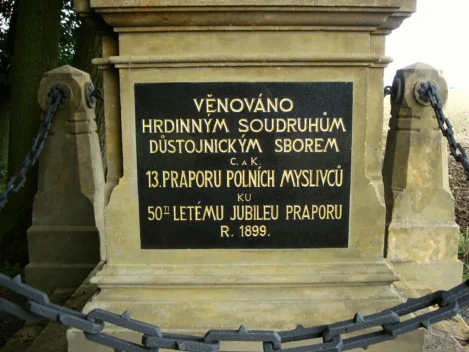 VĚNOVÁNO
HRDINNÝM SOUDRUHŮM
DŮSTOJNICKÝM SBOREM
C. A K.
13. PRAPORU POLNÍCH MYSLIVCŮ
KU
50TI LETÉMU JUBILEU PRAPORU
R. 1899.